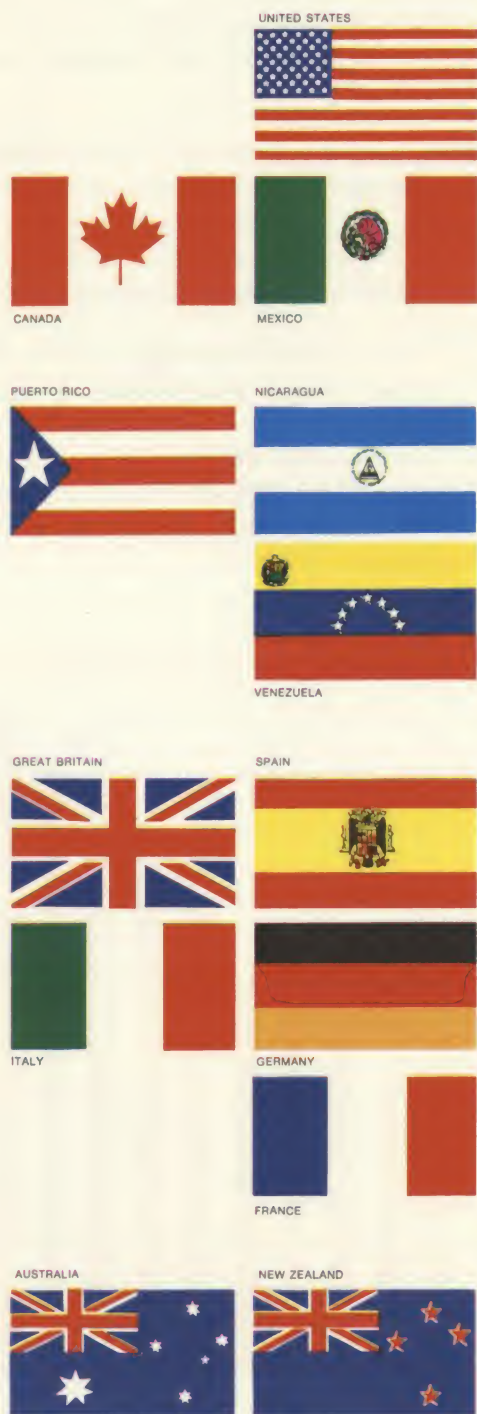 UNITED STATES
CANADA
MEXICO
PUERTO RICO
NICARAGUA
VENEZUELA
GREAT BRITAIN
SPAIN
ITALY
GERMANY
FRANCE
AUSTRALIA
NEW ZEALAND